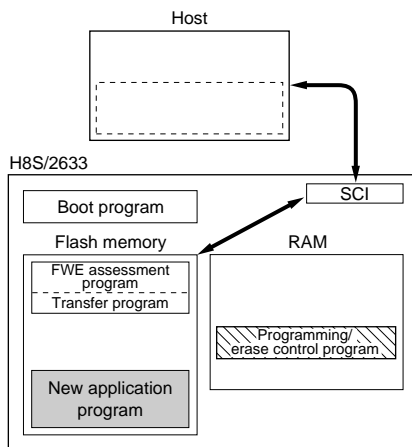 Host
H8S/2633
SCI
Boot program
Flash memory
RAM
FWE assessment
program
Transfer program
Programming/
erase control program
New application
program